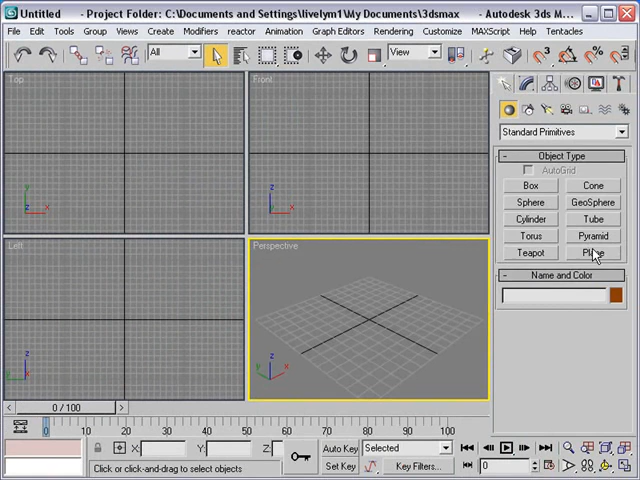 Untitled - Project Folder: C:\Documents and Settings\livelym1\My Documents\3dsmax - Autodesk 3ds M...
File Edit Tools Group Views Create Modifiers reactor Animation Graph Editors Rendering Customize MAXScript Help Tentacles
All View 3 %
Top Front
Standard Primitives
- Object Type
AutoGrid
Box Cone
Sphere GeoSphere
Cylinder Tube
Torus Pyramid
Teapot Plane
- Name and Color
z x y
z x y
Left Perspective
z x y
z x y
< 0 / 100 >
0 10 20 30 40 50 60 70 80 90 100
X: Y: Z: Auto Key Selected
Click or click-and-drag to select objects Set Key Key Filters... 0